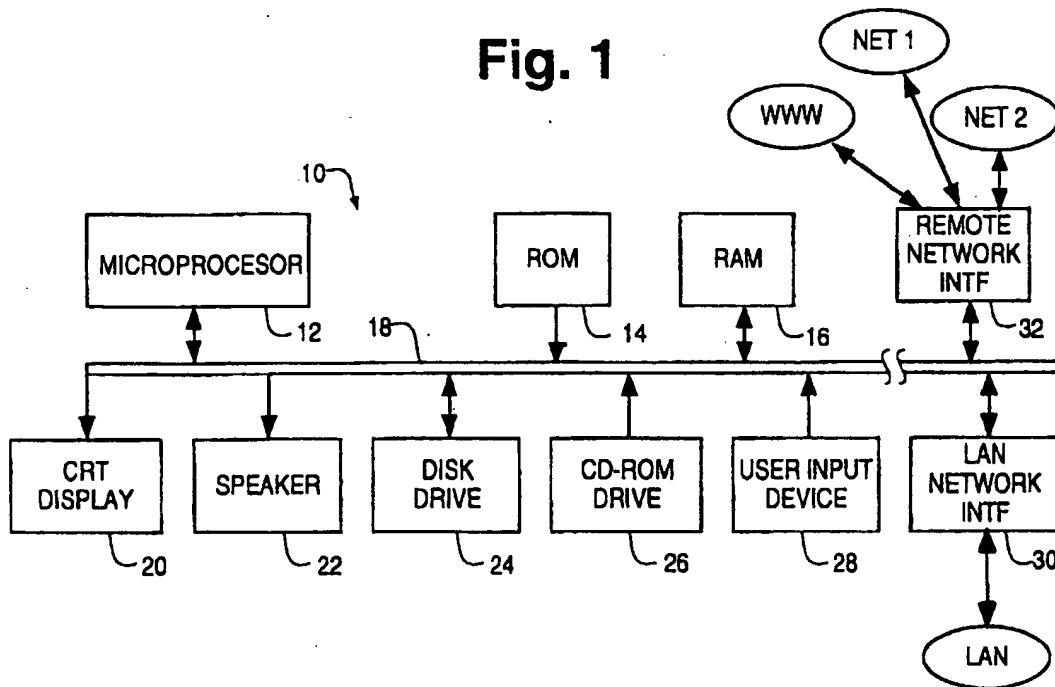 Fig. 1
NET 1
WWW
NET 2
10
MICROPROCESOR
ROM
RAM
REMOTE
NETWORK
INTF
12
18
14
16
32
CRT
DISPLAY
SPEAKER
DISK
DRIVE
CD-ROM
DRIVE
USER INPUT
DEVICE
LAN
NETWORK
INTF
20
22
24
26
28
30
LAN